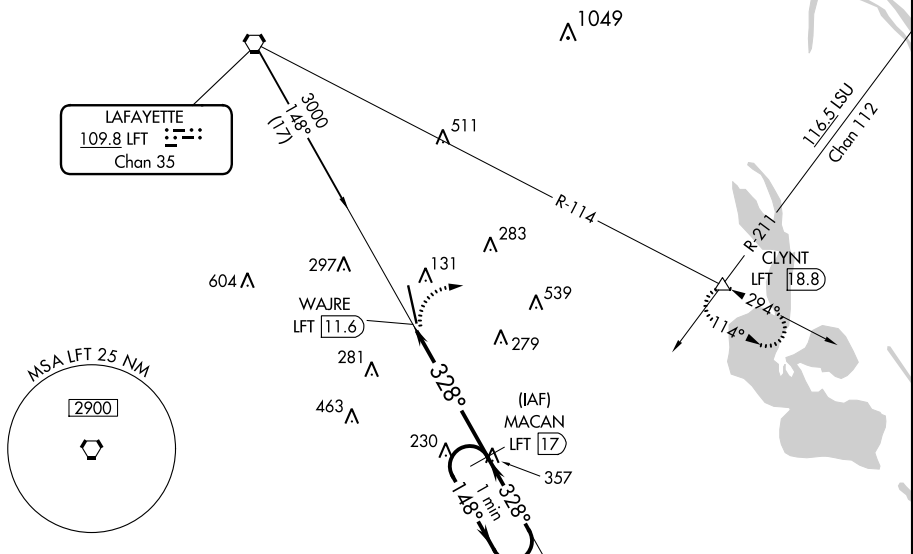 1049
LAFAYETTE
109.8 LFT
Chan 35
3000
148°
(17)
511
116.5 LSU
Chan 112
R-114
R-211
283
604
297
131
CLYNT
LFT 18.8
294°
114°
WAJRE
LFT 11.6
539
279
281
MSA LFT 25 NM
2900
328°
463
(IAF)
MACAN
LFT 17
230
357
148°
1 min
328°